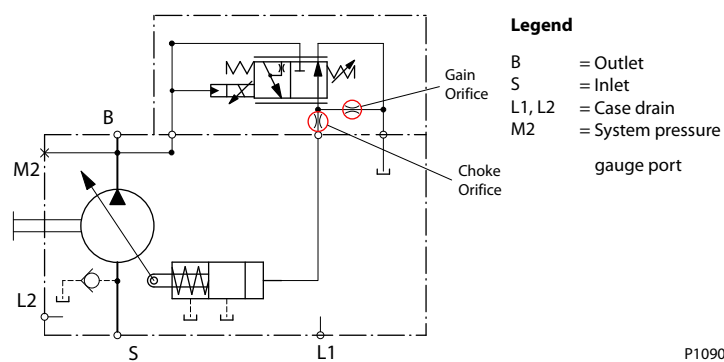 Legend
B = Outlet
S = Inlet
L1, L2 = Case drain
M2 = System pressure
gauge port
Gain
Orifice
Choke
Orifice
B
M2
L2
S
L1
P1090